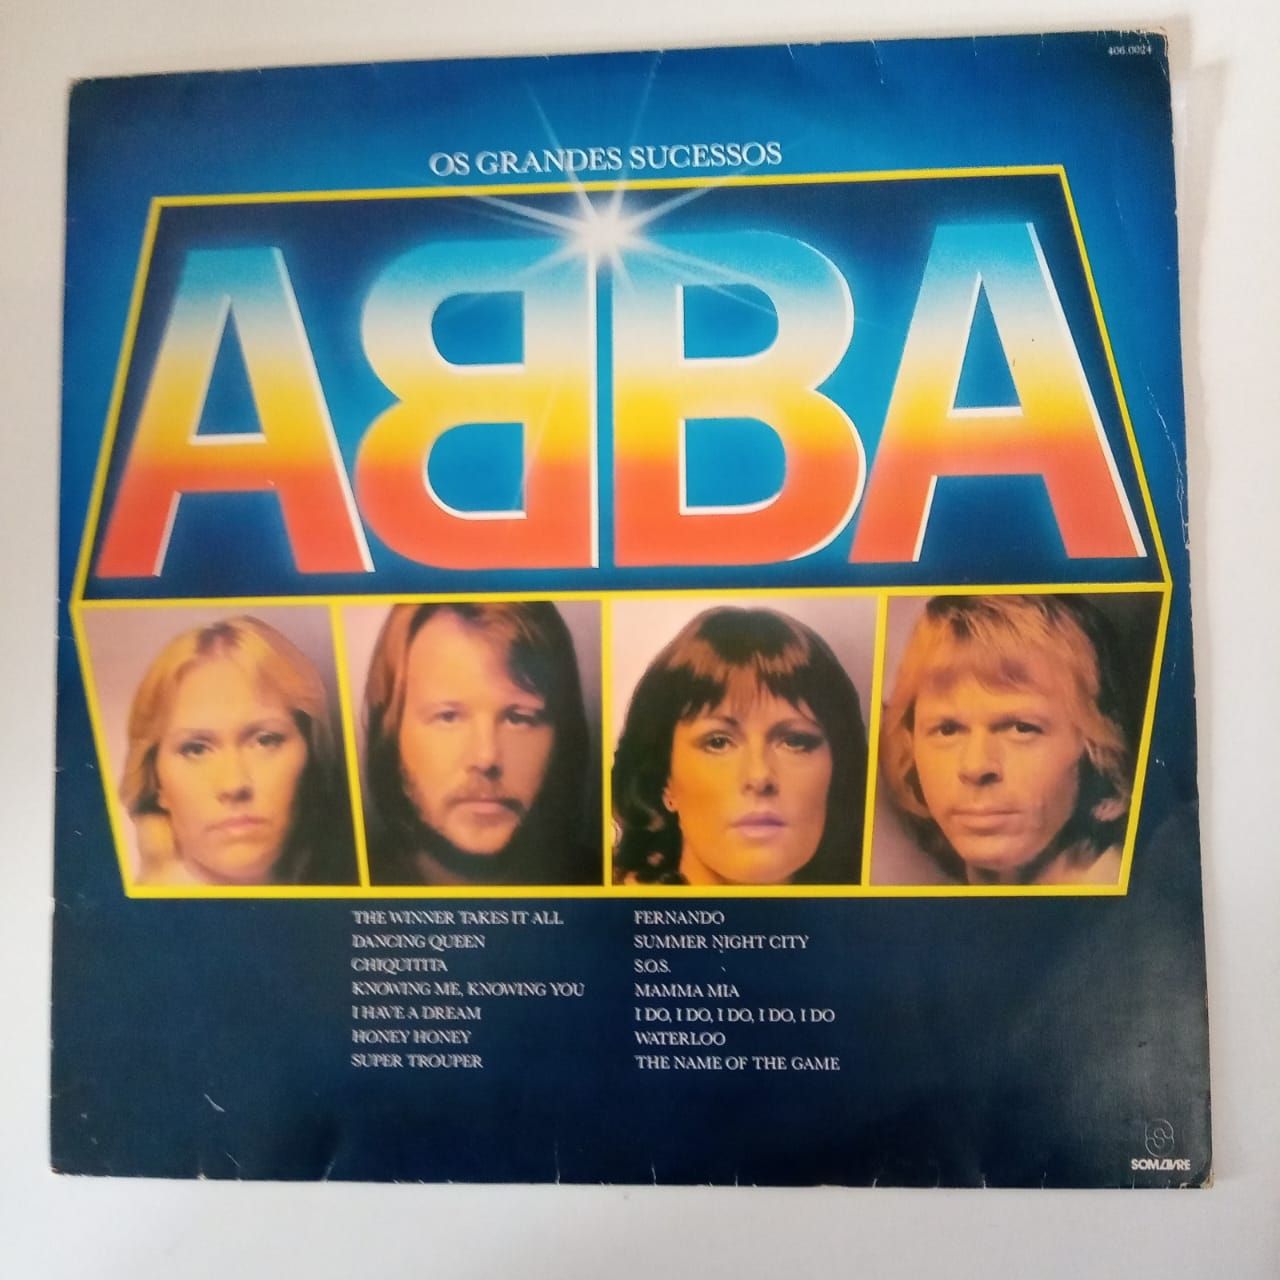 406.0024
OS GRANDES SUCESSOS
ABBA
THE WINNER TAKES IT ALL
DANCING QUEEN
CHIQUITITA
KNOWING ME, KNOWING YOU
I HAVE A DREAM
HONEY HONEY
SUPER TROUPER
FERNANDO
SUMMER NIGHT CITY
S.O.S.
MAMMA MIA
I DO, I DO, I DO, I DO, I DO
WATERLOO
THE NAME OF THE GAME
SOM LIVRE